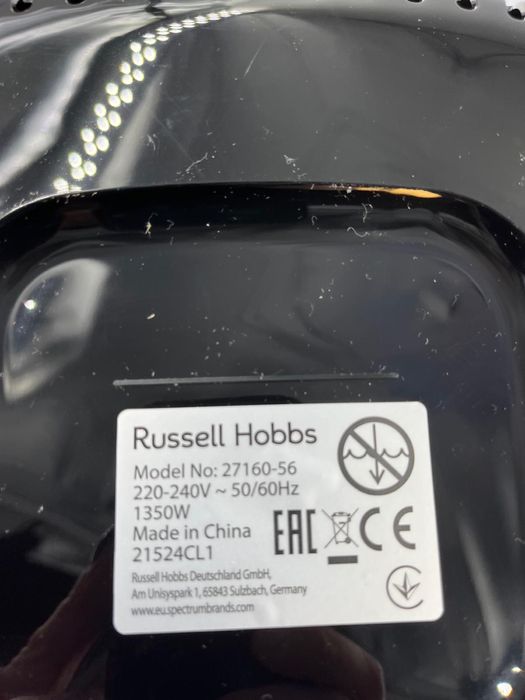 Russell Hobbs
Model No: 27160-56
220-240V ~ 50/60Hz
1350W
Made in China
21524CL1
EAC CE
Russell Hobbs Deutschland GmbH,
Am Unisyspark 1, 65843 Sulzbach, Germany
www.eu.spectrumbrands.com